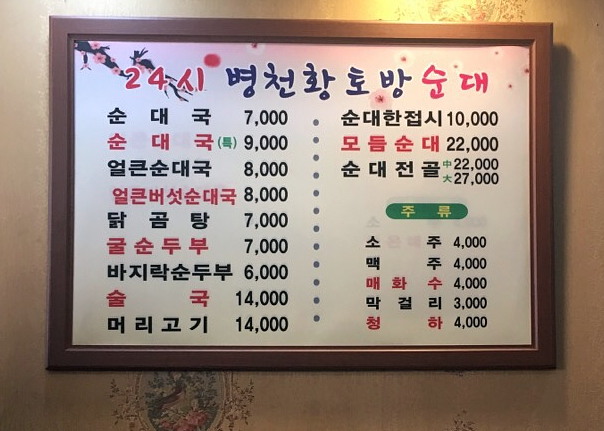 24시 병천황토방순대
순대국 7,000
순대국(특) 9,000
얼큰순대국 8,000
얼큰버섯순대국 8,000
닭곰탕 7,000
굴순두부 7,000
바지락순두부 6,000
술국 14,000
머리고기 14,000
순대한접시 10,000
모듬순대 22,000
순대전골 中 22,000
大 27,000
주류
소주 4,000
맥주 4,000
매화수 4,000
막걸리 3,000
청하 4,000